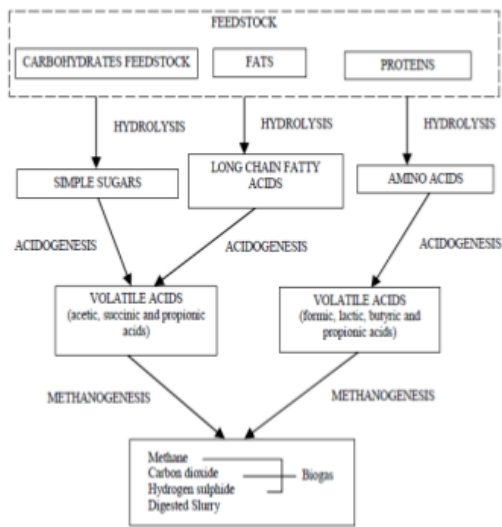 FEEDSTOCK
CARBOHYDRATES FEEDSTOCK
FATS
PROTEINS
HYDROLYSIS
HYDROLYSIS
HYDROLYSIS
SIMPLE SUGARS
LONG CHAIN FATTY
ACIDS
AMINO ACIDS
ACIDOGENESIS
ACIDOGENESIS
ACIDOGENESIS
VOLATILE ACIDS
(acetic, succinic and propionic
acids)
VOLATILE ACIDS
(formic, lactic, butyric and
propionic acids)
METHANOGENESIS
METHANOGENESIS
Methane
Carbon dioxide
Biogas
Hydrogen sulphide
Digested Slurry